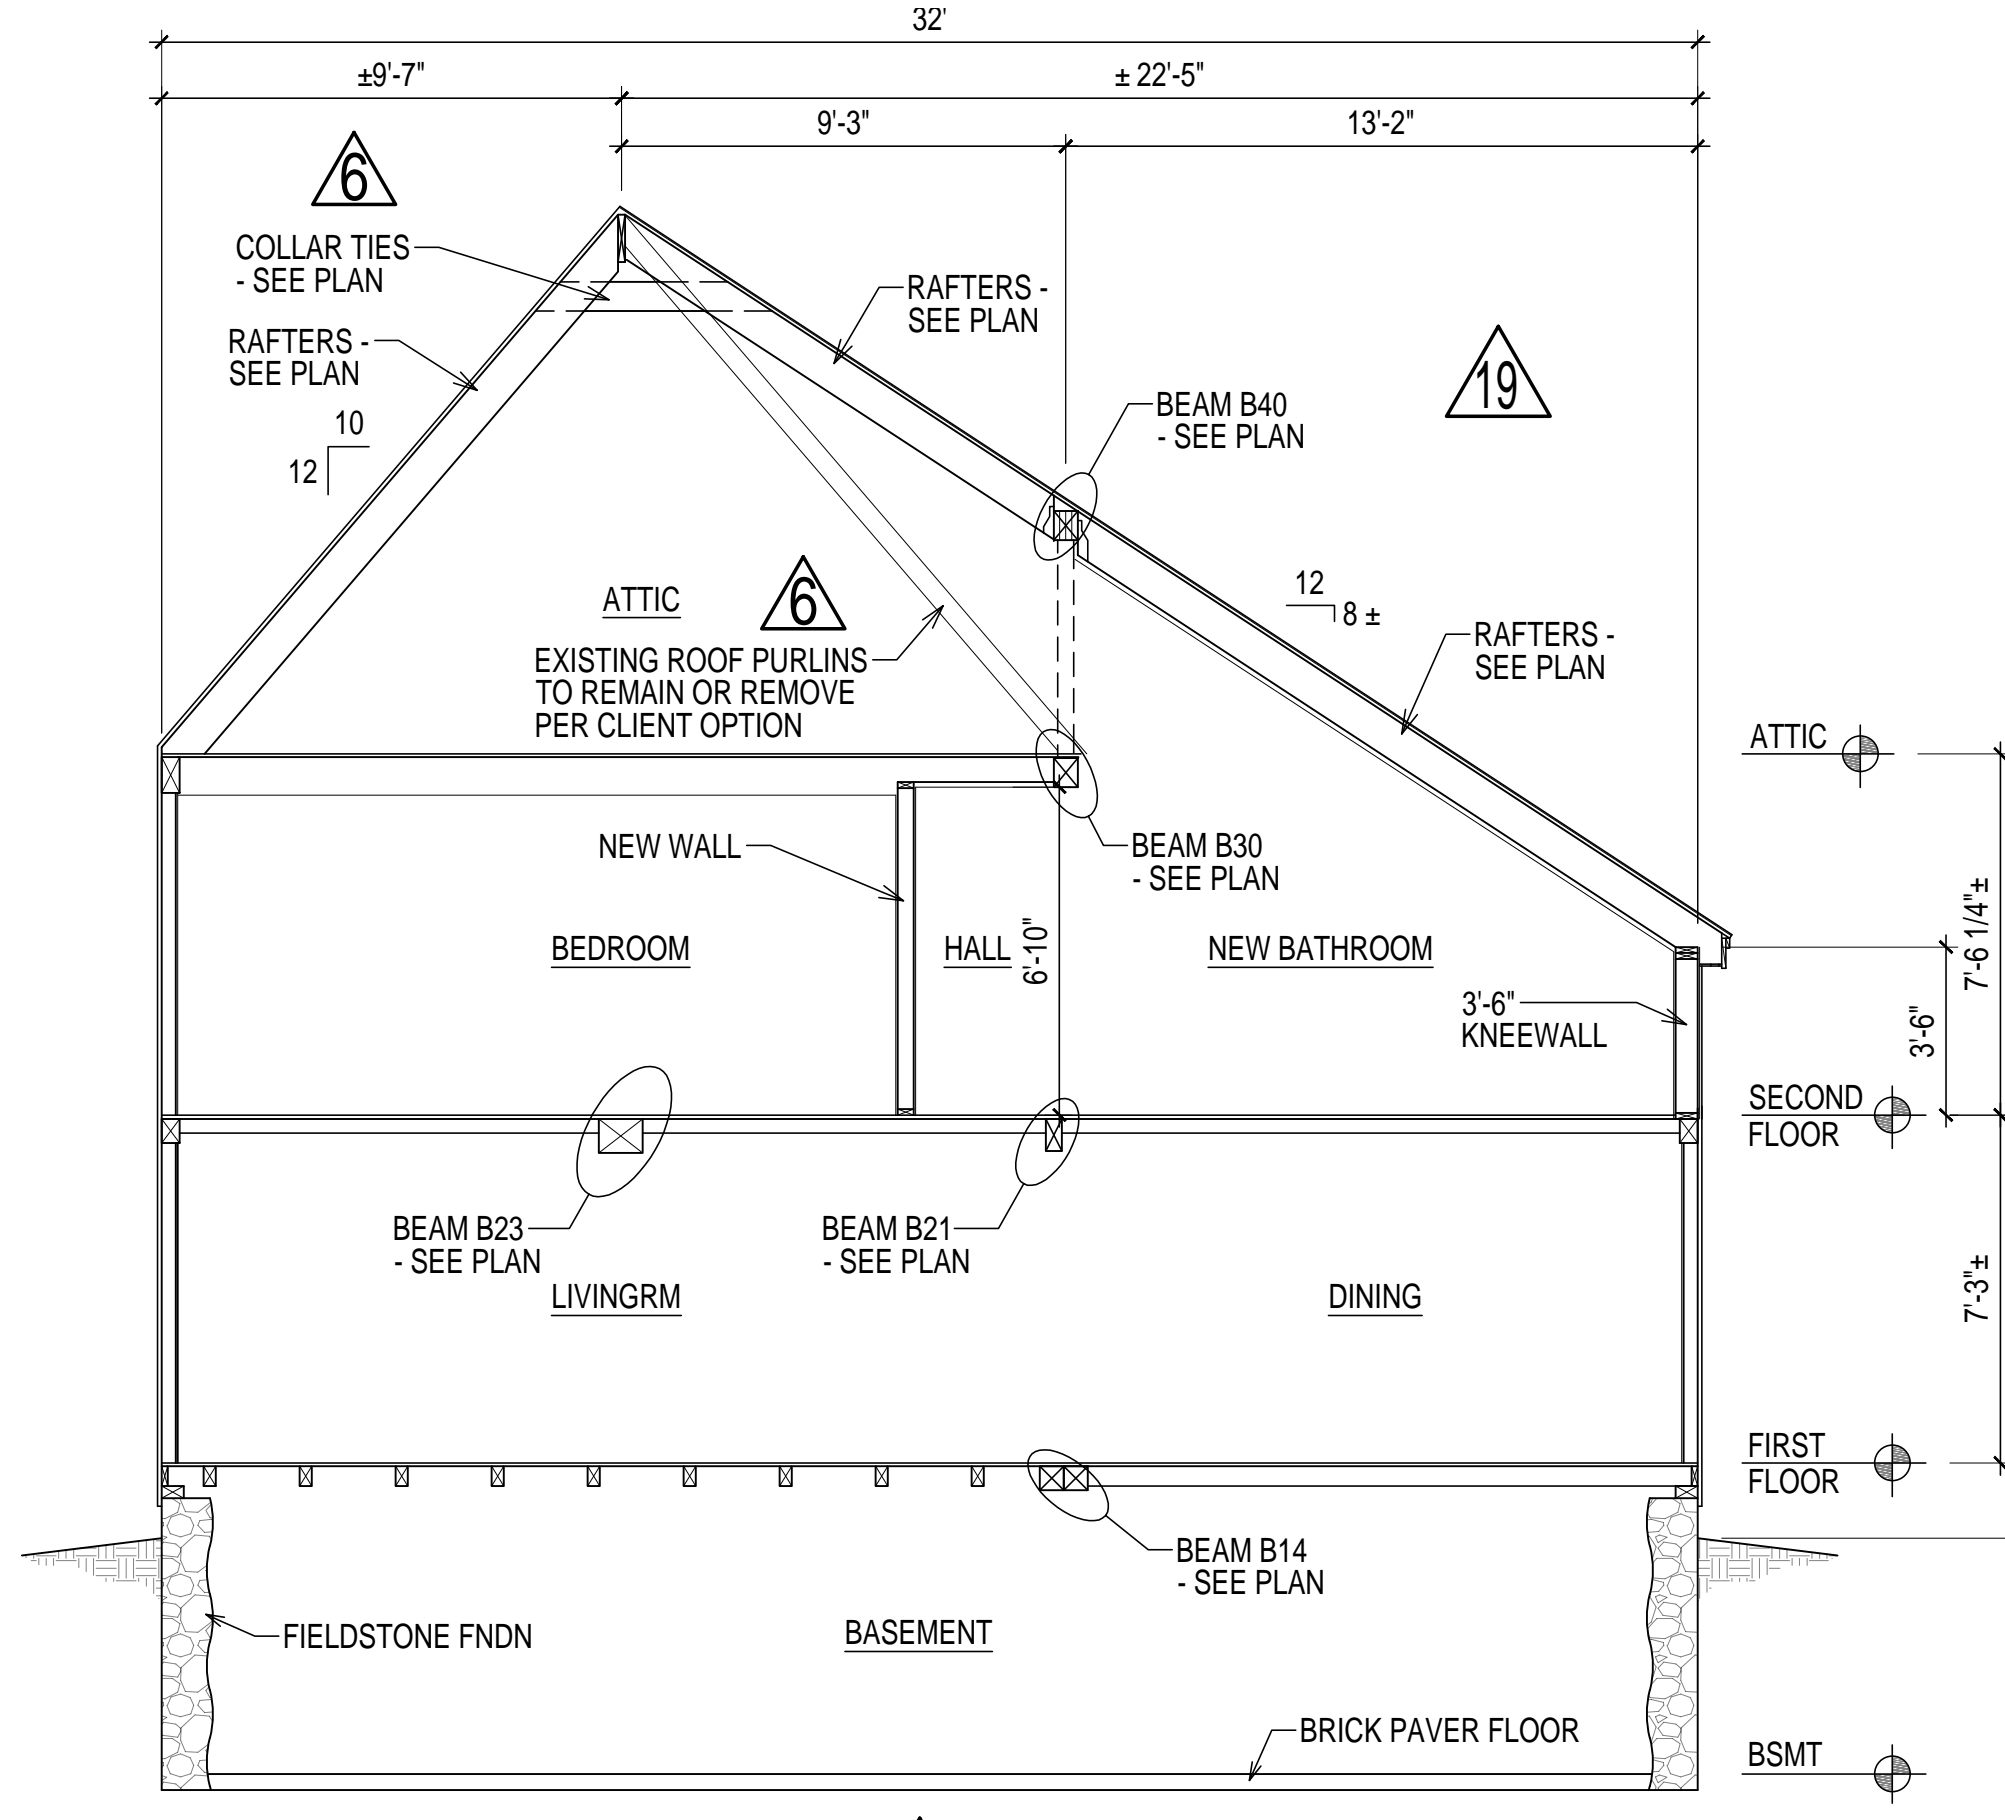 32'
±9'-7"
± 22'-5"
9'-3"
13'-2"
6
COLLAR TIES
- SEE PLAN
RAFTERS -
SEE PLAN
RAFTERS -
SEE PLAN
19
10
12
BEAM B40
- SEE PLAN
ATTIC
6
12
8 ±
EXISTING ROOF PURLINS
TO REMAIN OR REMOVE
PER CLIENT OPTION
RAFTERS -
SEE PLAN
ATTIC
NEW WALL
BEAM B30
- SEE PLAN
BEDROOM
HALL
6'-10"
NEW BATHROOM
3'-6"
KNEEWALL
7'-6 1/4"±
3'-6"
SECOND
FLOOR
BEAM B23
- SEE PLAN
BEAM B21
- SEE PLAN
LIVINGRM
DINING
7'-3"±
FIRST
FLOOR
BEAM B14
- SEE PLAN
FIELDSTONE FNDN
BASEMENT
BRICK PAVER FLOOR
BSMT